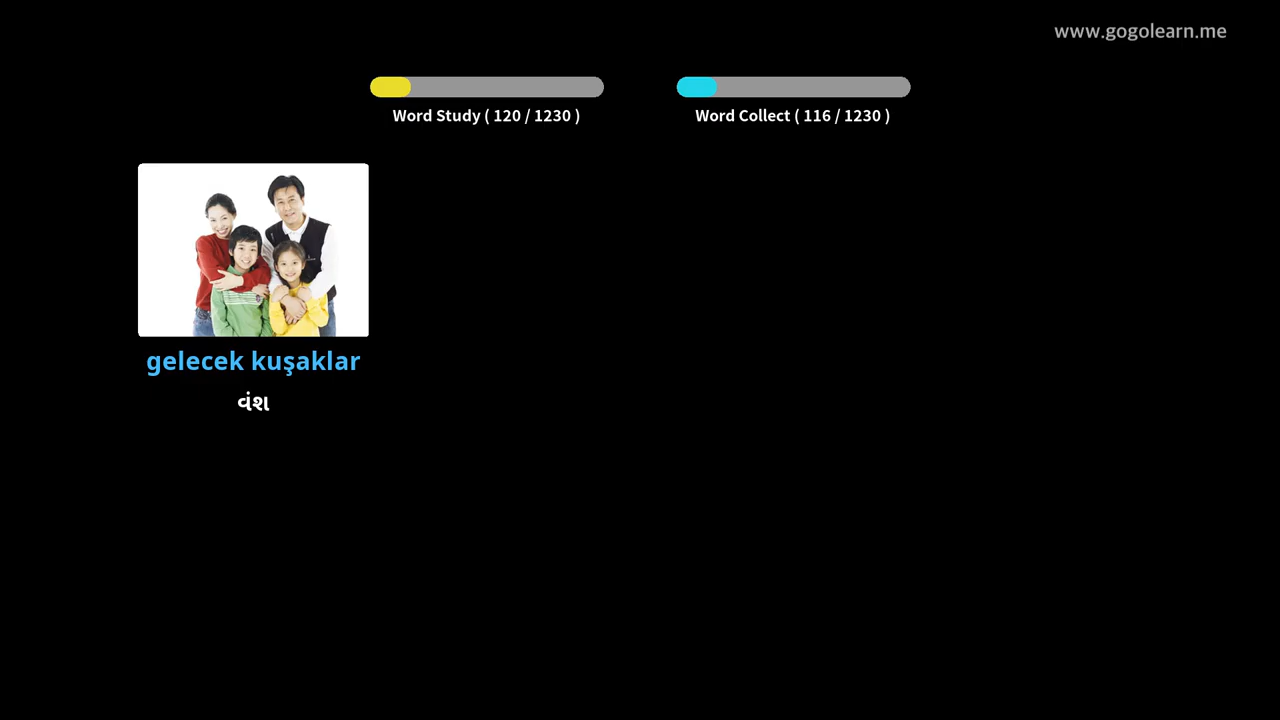 www.gogolearn.me
Word Study ( 120 / 1230 )
Word Collect ( 116 / 1230 )
gelecek kuşaklar
વંશ